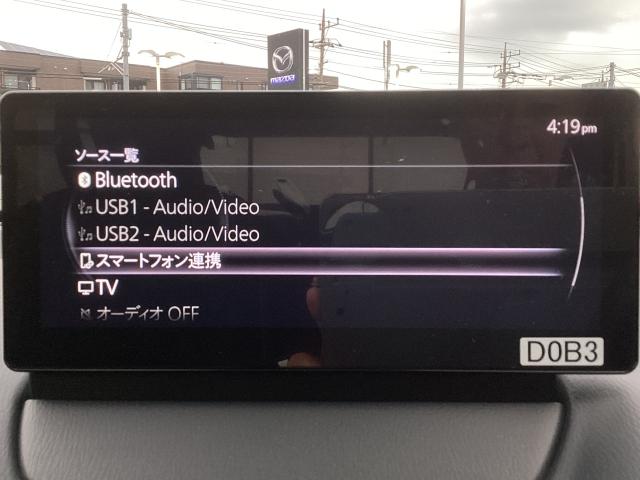 mazda
4:19pm
ソース一覧
Bluetooth
USB1 - Audio/Video
USB2 - Audio/Video
スマートフォン連携
TV
オーディオ OFF
D0B3